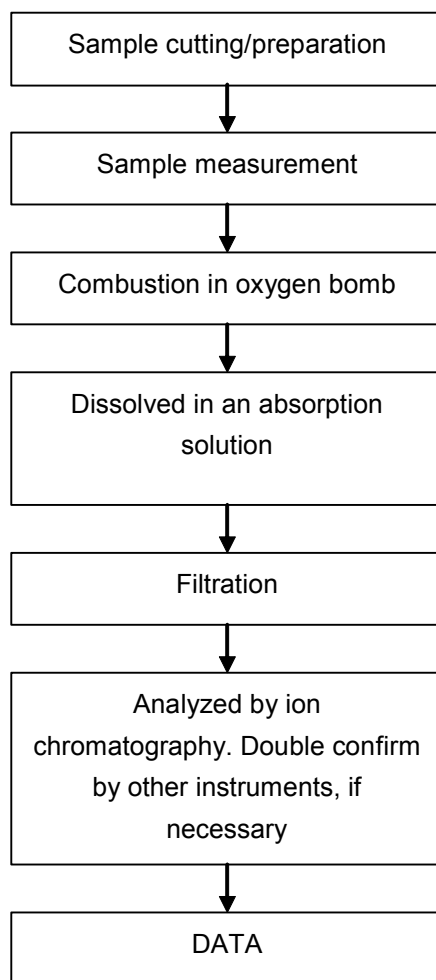 Sample cutting/preparation
Sample measurement
Combustion in oxygen bomb
Dissolved in an absorption
solution
Filtration
Analyzed by ion
chromatography. Double confirm
by other instruments, if
necessary
DATA